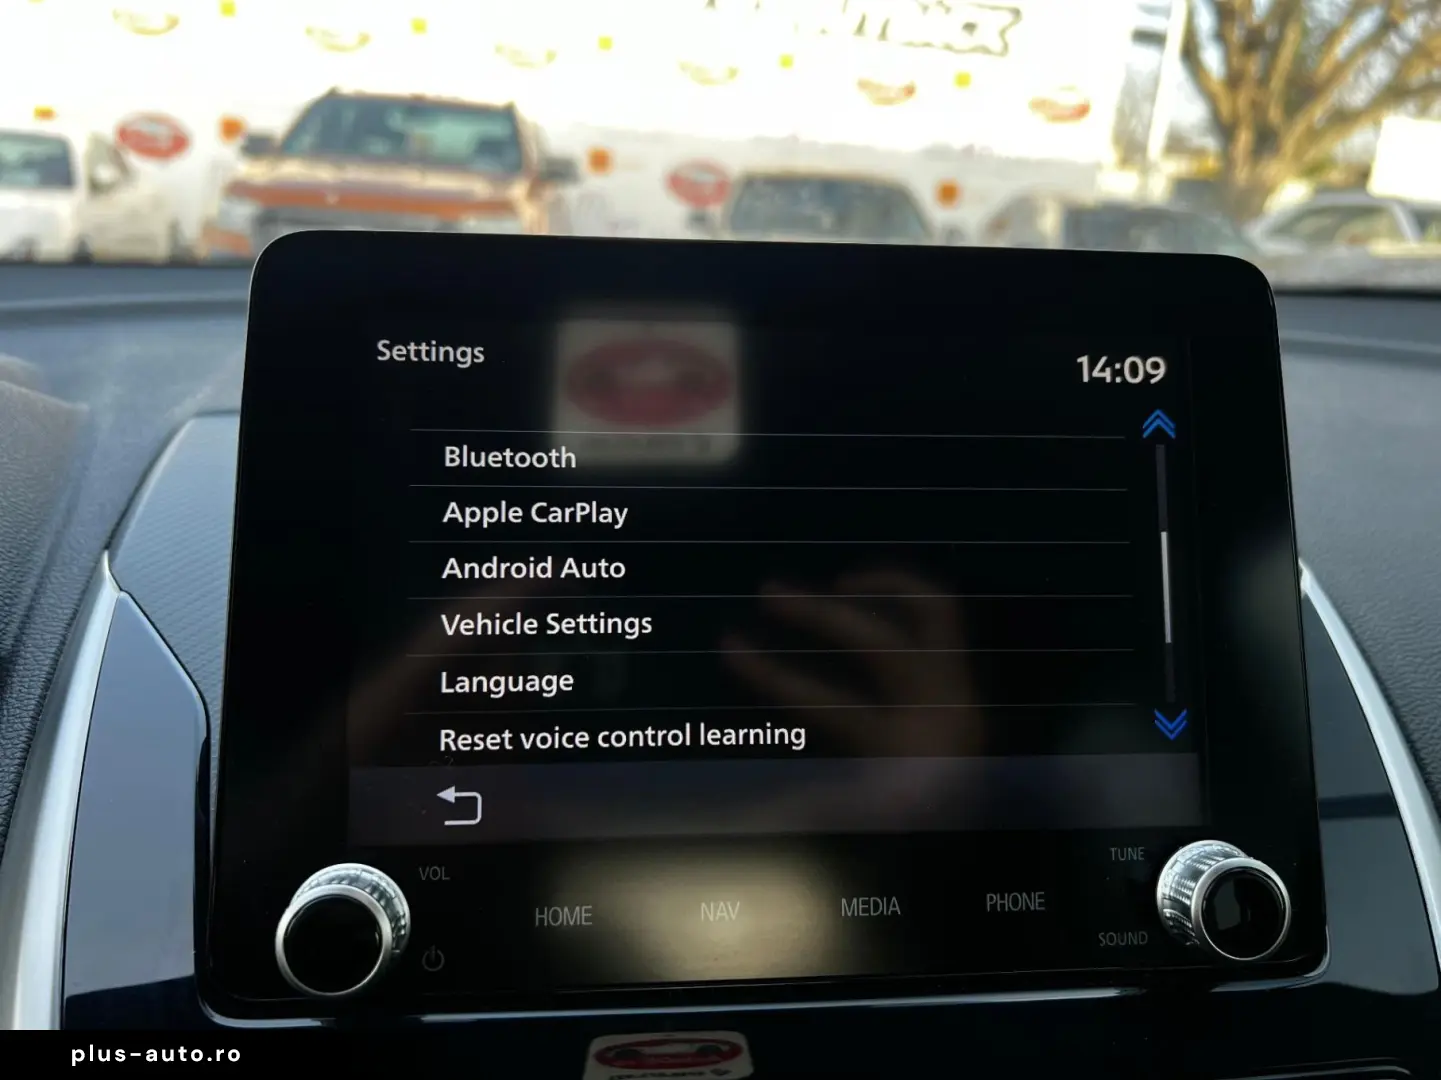 Settings
14:09
Bluetooth
Apple CarPlay
Android Auto
Vehicle Settings
Language
Reset voice control learning
VOL
TUNE
HOME
NAV
MEDIA
PHONE
SOUND
plus-auto.ro